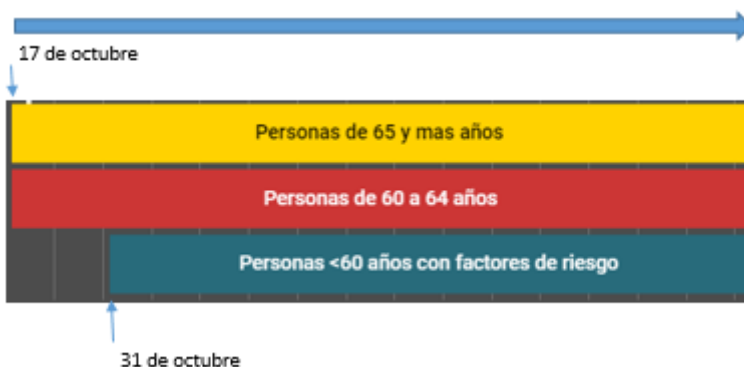 17 de octubre
Personas de 65 y mas años
Personas de 60 a 64 años
Personas <60 años con factores de riesgo
31 de octubre